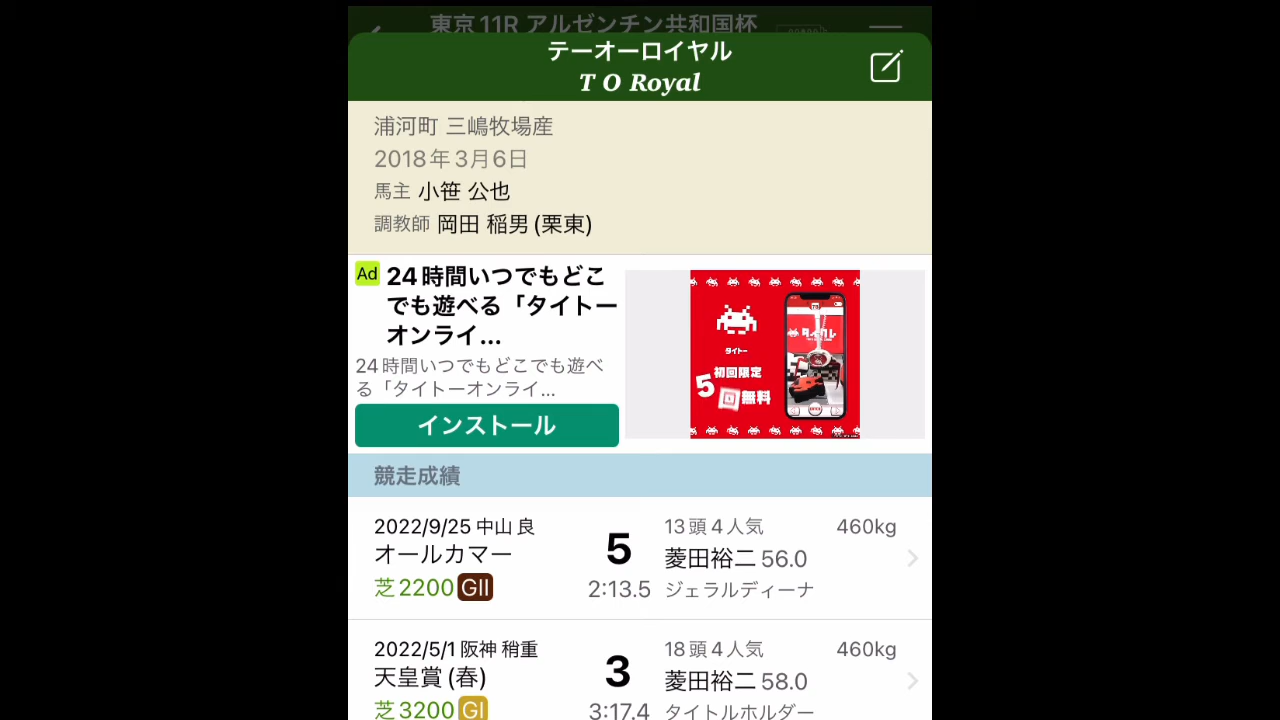 東京11R アルゼンチン共和国杯
テーオーロイヤル
T O Royal
浦河町 三嶋牧場産
2018年3月6日
馬主 小笹 公也
調教師 岡田 稲男 (栗東)
Ad 24時間いつでもどこ
でも遊べる「タイトー
オンライ...
24時間いつでもどこでも遊べ
る「タイトーオンライ...
インストール
タイトー
初回限定
5回無料
タイクレ
競走成績
2022/9/25 中山 良
オールカマー
芝2200 GII
5
2:13.5
13頭4人気
460kg
菱田裕二 56.0
ジェラルディーナ
2022/5/1 阪神 稍重
天皇賞 (春)
芝3200 GI
3
3:17.4
18頭4人気
460kg
菱田裕二 58.0
タイトルホルダー